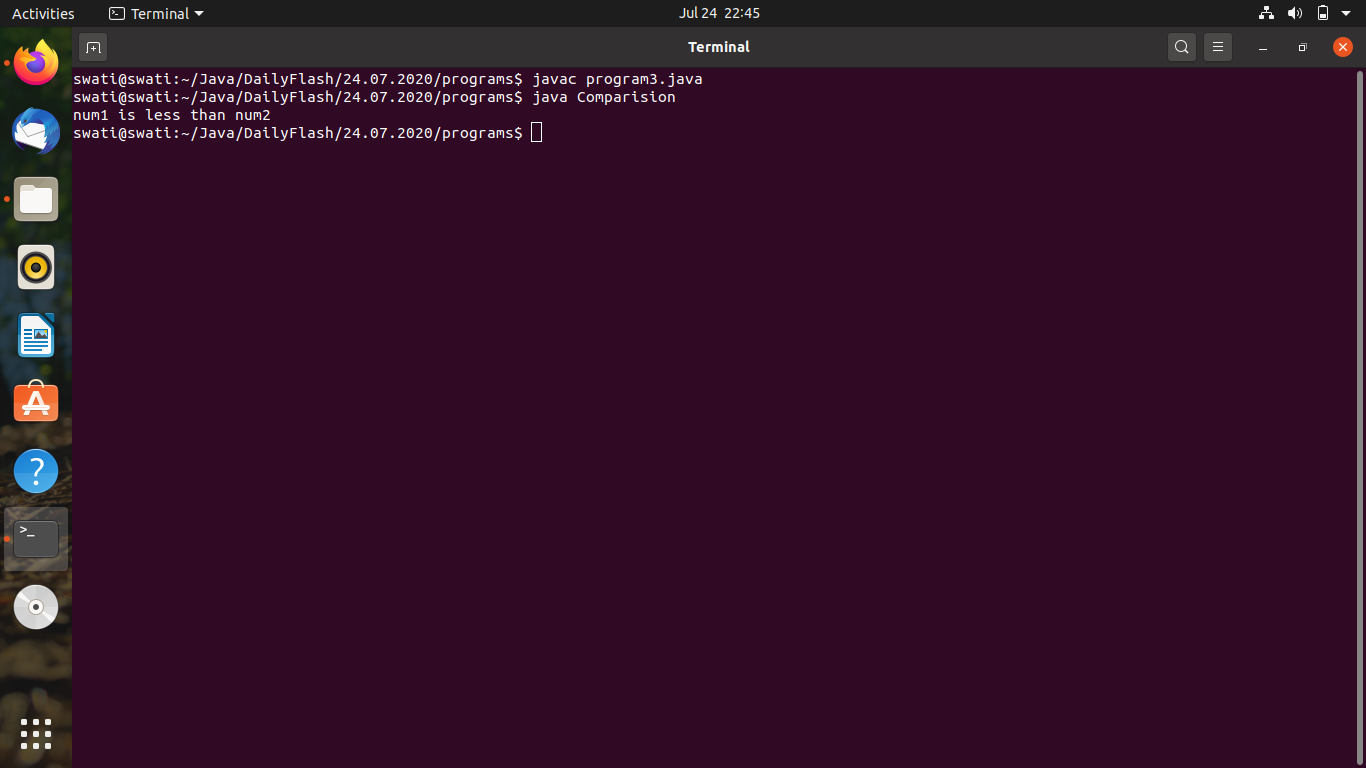 Activities Terminal Jul 24 22:45
Terminal
swati@swati:~/Java/DailyFlash/24.07.2020/programs$ javac program3.java
swati@swati:~/Java/DailyFlash/24.07.2020/programs$ java Comparision
num1 is less than num2
swati@swati:~/Java/DailyFlash/24.07.2020/programs$